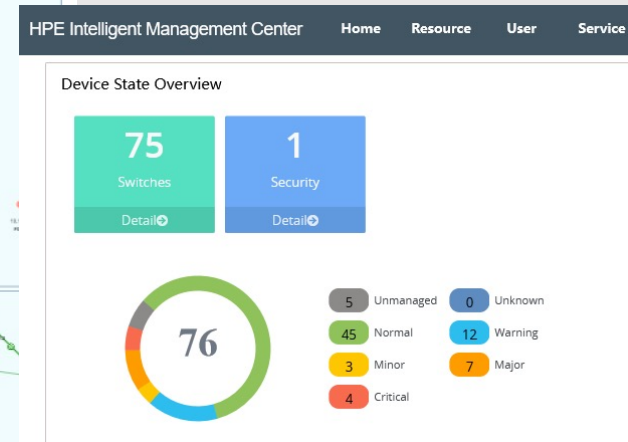 HPE Intelligent Management Center Home Resource User Service
Device State Overview
75 1
Switches Security
Detail Detail
76
5 Unmanaged 0 Unknown
45 Normal 12 Warning
3 Minor 7 Major
4 Critical